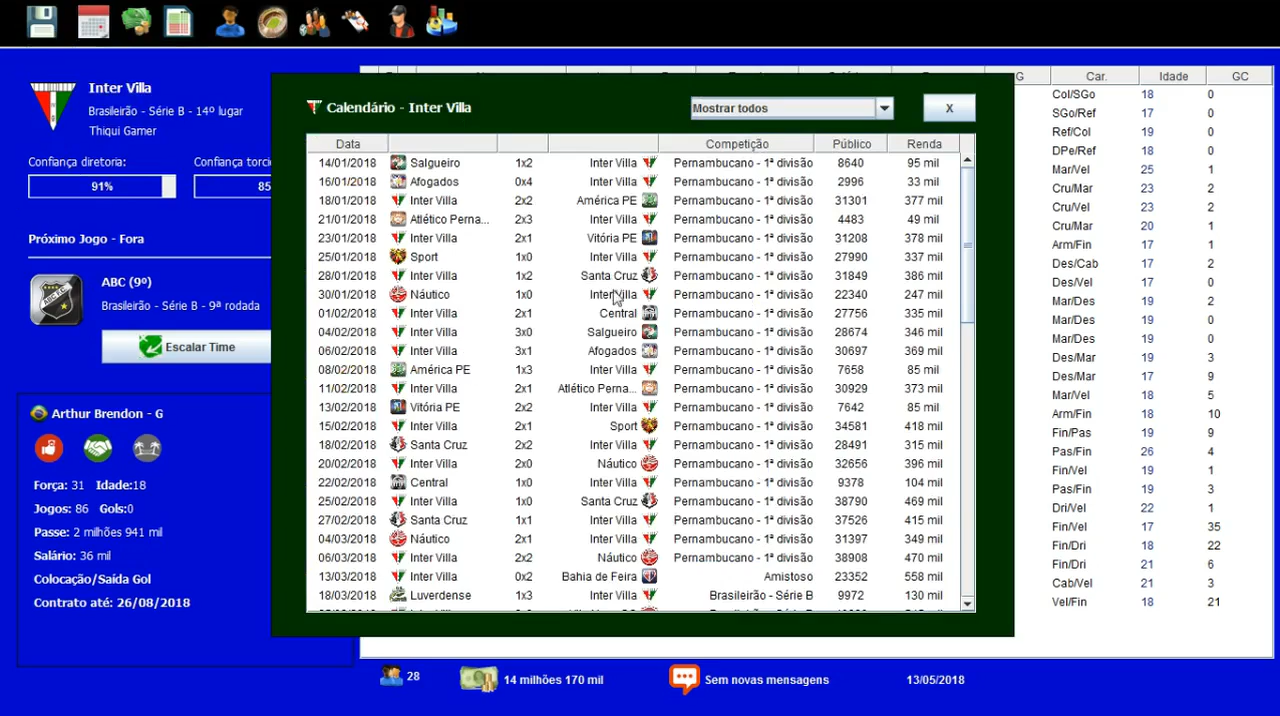 Inter Villa
Brasileirão - Série B - 14º lugar
Thiqui Gamer
Confiança diretoria:
Confiança torci
91%
85
Próximo Jogo - Fora
ABC (9º)
Brasileirão - Série B - 9ª rodada
Escalar Time
Arthur Brendon - G
Força: 31 Idade:18
Jogos: 86 Gols:0
Passe: 2 milhões 941 mil
Salário: 36 mil
Colocação/Saída Gol
Contrato até: 26/08/2018
Calendário - Inter Villa
Mostrar todos
X
Data Competição Público Renda
14/01/2018 Salgueiro 1x2 Inter Villa Pernambucano - 1ª divisão 8640 95 mil
16/01/2018 Afogados 0x4 Inter Villa Pernambucano - 1ª divisão 2996 33 mil
18/01/2018 Inter Villa 2x2 América PE Pernambucano - 1ª divisão 31301 377 mil
21/01/2018 Atlético Perna... 2x3 Inter Villa Pernambucano - 1ª divisão 4483 49 mil
23/01/2018 Inter Villa 2x1 Vitória PE Pernambucano - 1ª divisão 31208 378 mil
25/01/2018 Sport 1x0 Inter Villa Pernambucano - 1ª divisão 27990 337 mil
28/01/2018 Inter Villa 1x2 Santa Cruz Pernambucano - 1ª divisão 31849 386 mil
30/01/2018 Náutico 1x0 Inter Villa Pernambucano - 1ª divisão 22340 247 mil
01/02/2018 Inter Villa 2x1 Central Pernambucano - 1ª divisão 27756 335 mil
04/02/2018 Inter Villa 3x0 Salgueiro Pernambucano - 1ª divisão 28674 346 mil
06/02/2018 Inter Villa 3x1 Afogados Pernambucano - 1ª divisão 30697 369 mil
08/02/2018 América PE 1x3 Inter Villa Pernambucano - 1ª divisão 7658 85 mil
11/02/2018 Inter Villa 2x1 Atlético Perna... Pernambucano - 1ª divisão 30929 373 mil
13/02/2018 Vitória PE 2x2 Inter Villa Pernambucano - 1ª divisão 7642 85 mil
15/02/2018 Inter Villa 2x1 Sport Pernambucano - 1ª divisão 34581 418 mil
18/02/2018 Santa Cruz 2x2 Inter Villa Pernambucano - 1ª divisão 28491 315 mil
20/02/2018 Inter Villa 2x0 Náutico Pernambucano - 1ª divisão 32656 396 mil
22/02/2018 Central 1x0 Inter Villa Pernambucano - 1ª divisão 9378 104 mil
25/02/2018 Inter Villa 1x0 Santa Cruz Pernambucano - 1ª divisão 38790 469 mil
27/02/2018 Santa Cruz 1x1 Inter Villa Pernambucano - 1ª divisão 37526 415 mil
04/03/2018 Náutico 2x1 Inter Villa Pernambucano - 1ª divisão 31397 349 mil
06/03/2018 Inter Villa 2x2 Náutico Pernambucano - 1ª divisão 38908 470 mil
13/03/2018 Inter Villa 0x2 Bahia de Feira Amistoso 23352 558 mil
18/03/2018 Luverdense 1x3 Inter Villa Brasileirão - Série B 9972 130 mil
G Car. Idade GC
Col/SGo 18 0
SGo/Ref 17 0
Ref/Col 19 0
DPe/Ref 18 0
Mar/Vel 25 1
Cru/Mar 23 2
Cru/Vel 23 2
Cru/Mar 20 1
Arm/Fin 17 1
Des/Cab 17 2
Des/Vel 17 0
Mar/Des 19 2
Mar/Des 19 0
Mar/Des 19 0
Des/Mar 19 3
Des/Mar 17 9
Mar/Vel 18 5
Arm/Fin 18 10
Fin/Pas 19 9
Pas/Fin 26 4
Fin/Vel 19 1
Pas/Fin 19 3
Dri/Vel 22 1
Fin/Vel 17 35
Fin/Dri 18 22
Fin/Dri 21 6
Cab/Vel 21 3
Vel/Fin 18 21
28
14 milhões 170 mil
Sem novas mensagens
13/05/2018